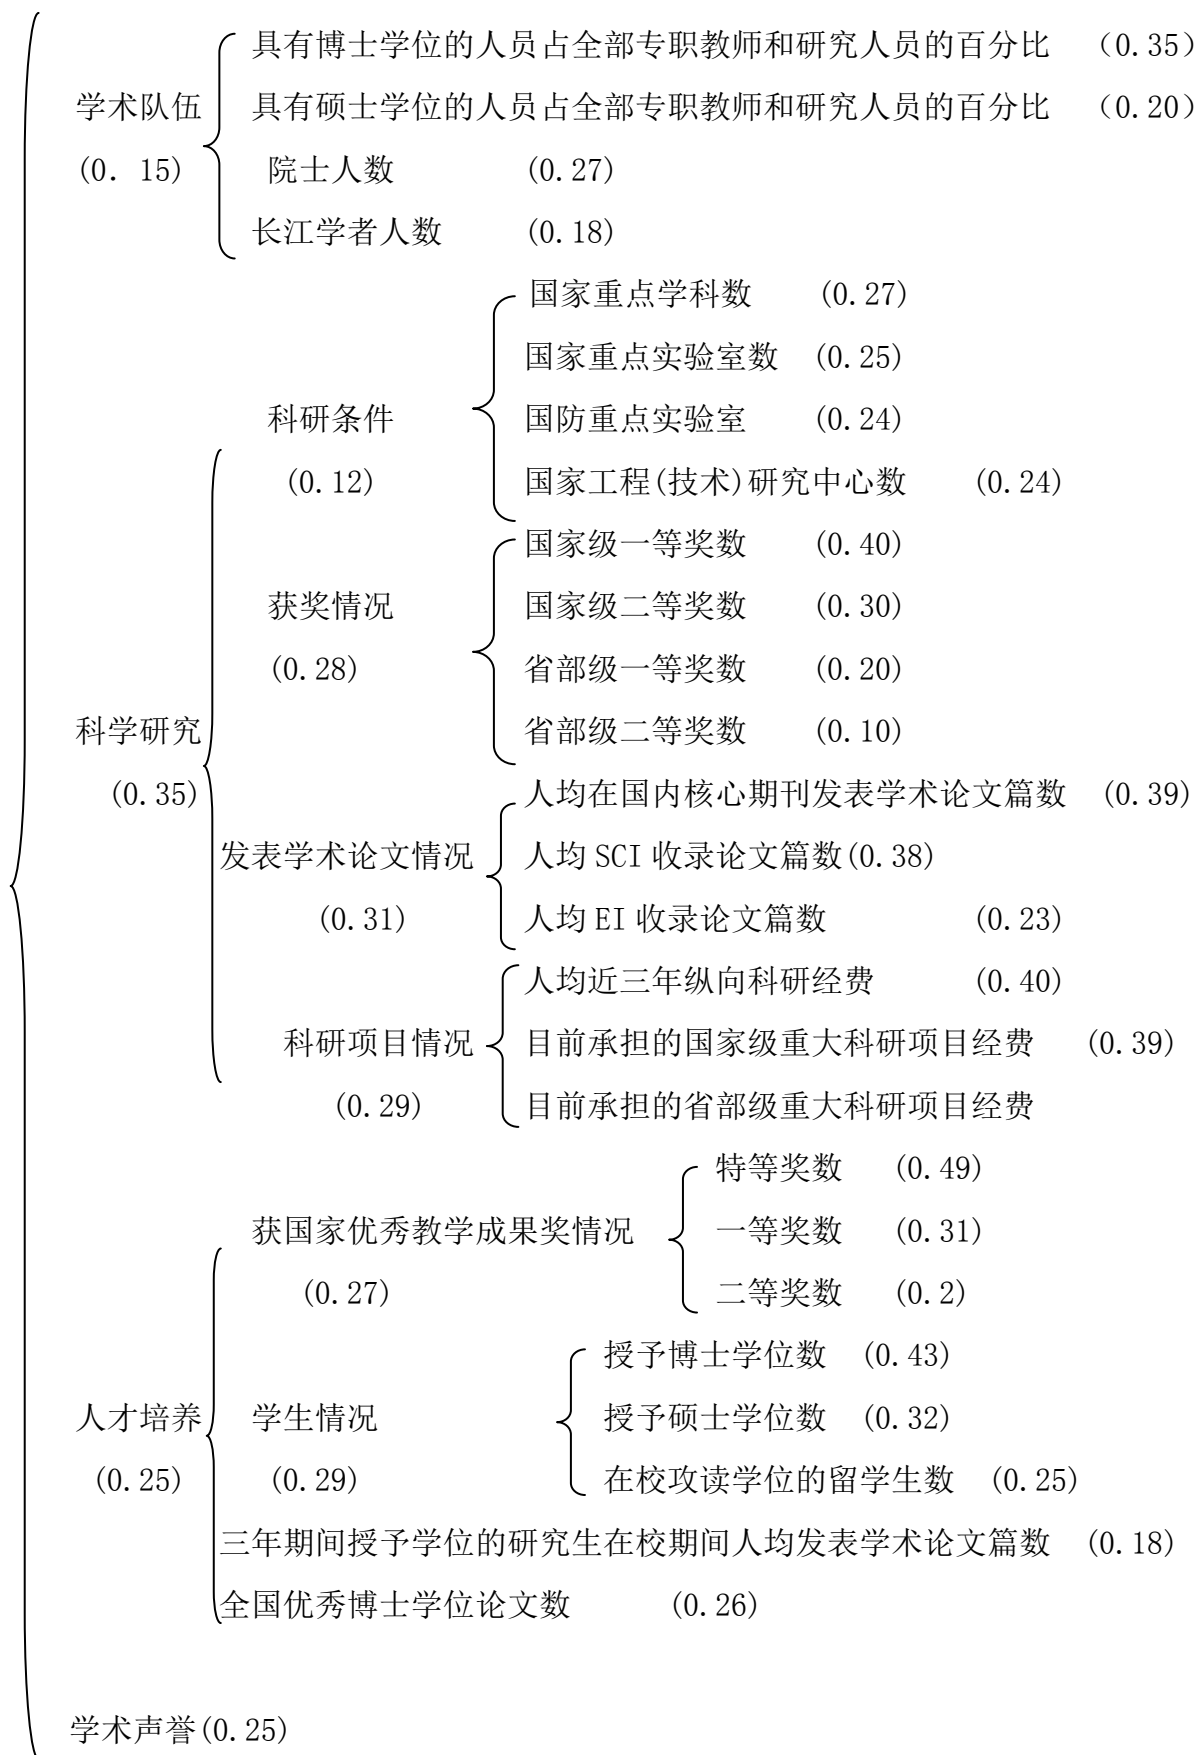 具有博士学位的人员占全部专职教师和研究人员的百分比 （0.35）
学术队伍 具有硕士学位的人员占全部专职教师和研究人员的百分比 （0.20）
(0. 15) 院士人数 (0.27)
长江学者人数 (0.18)
国家重点学科数 (0.27)
国家重点实验室数 (0.25)
科研条件 国防重点实验室 (0.24)
(0.12) 国家工程(技术)研究中心数 (0.24)
国家级一等奖数 (0.40)
获奖情况 国家级二等奖数 (0.30)
(0.28) 省部级一等奖数 (0.20)
科学研究 省部级二等奖数 (0.10)
(0.35) 人均在国内核心期刊发表学术论文篇数 (0.39)
发表学术论文情况 人均 SCI 收录论文篇数(0.38)
(0.31) 人均 EI 收录论文篇数 (0.23)
人均近三年纵向科研经费 (0.40)
科研项目情况 目前承担的国家级重大科研项目经费 (0.39)
(0.29) 目前承担的省部级重大科研项目经费
特等奖数 (0.49)
获国家优秀教学成果奖情况 一等奖数 (0.31)
(0.27) 二等奖数 (0.2)
授予博士学位数 (0.43)
人才培养 学生情况 授予硕士学位数 (0.32)
(0.25) (0.29) 在校攻读学位的留学生数 (0.25)
三年期间授予学位的研究生在校期间人均发表学术论文篇数 (0.18)
全国优秀博士学位论文数 (0.26)
学术声誉(0.25)